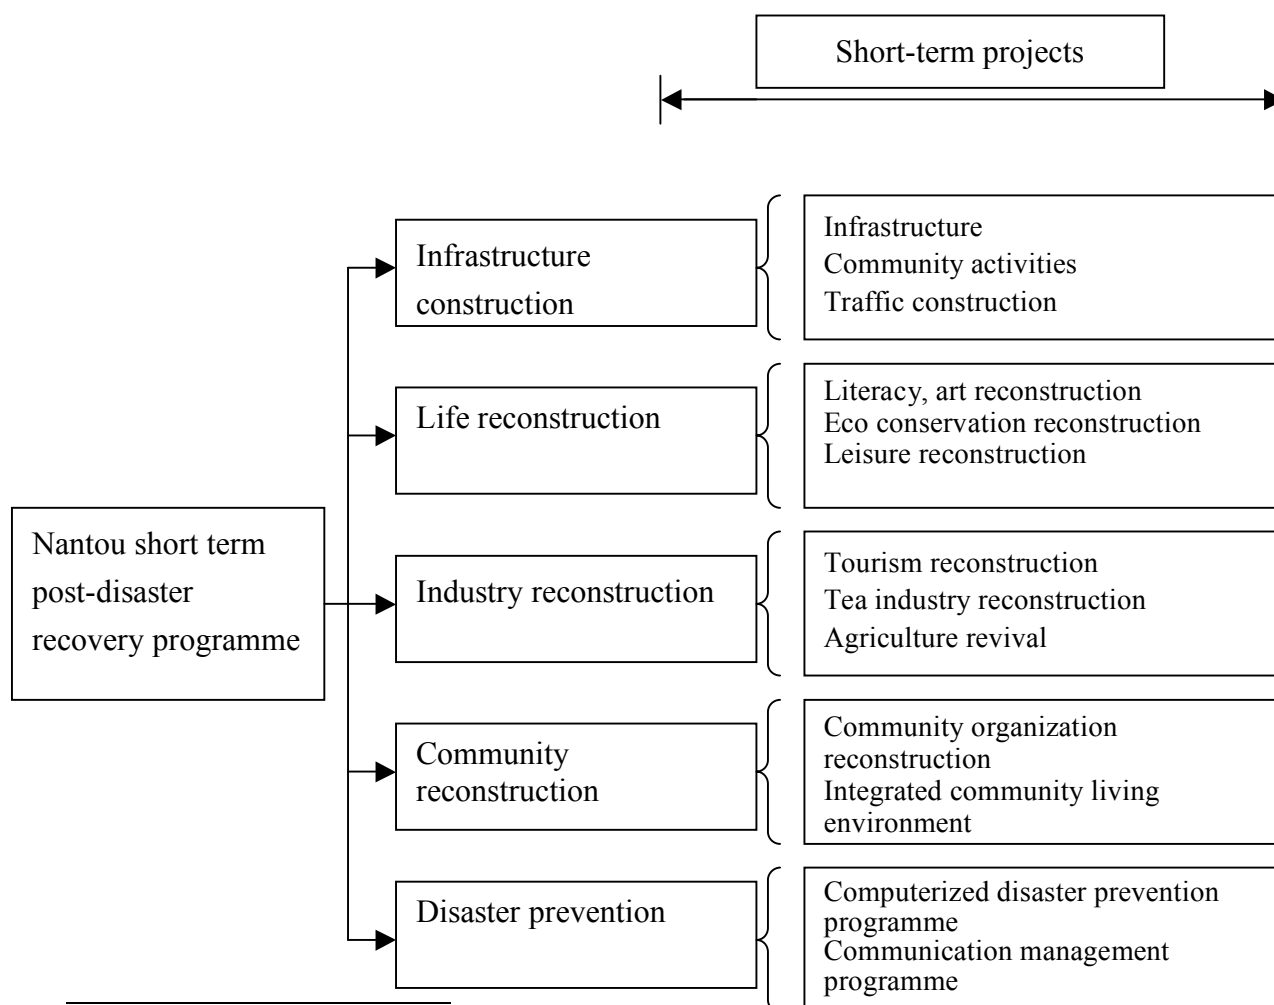 Short-term projects
Infrastructure
construction
Infrastructure
Community activities
Traffic construction
Life reconstruction
Literacy, art reconstruction
Eco conservation reconstruction
Leisure reconstruction
Nantou short term
post-disaster
recovery programme
Industry reconstruction
Tourism reconstruction
Tea industry reconstruction
Agriculture revival
Community
reconstruction
Community organization
reconstruction
Integrated community living
environment
Disaster prevention
Computerized disaster prevention
programme
Communication management
programme